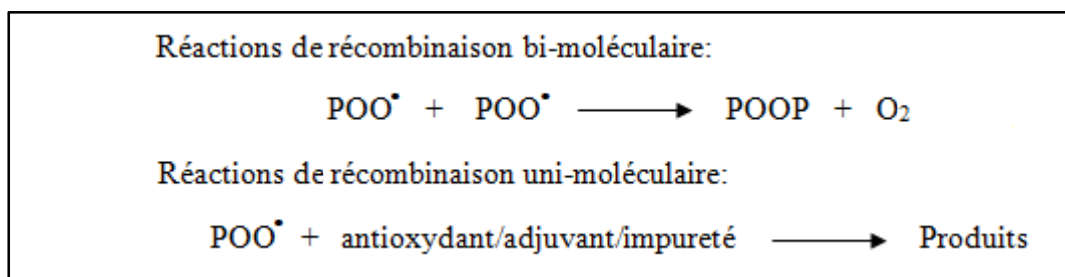 Réactions de récombinaison bi-moléculaire:
POO• + POO• ⟶ POOP + O₂
Réactions de récombinaison uni-moléculaire:
POO• + antioxydant/adjuvant/impureté ⟶ Produits